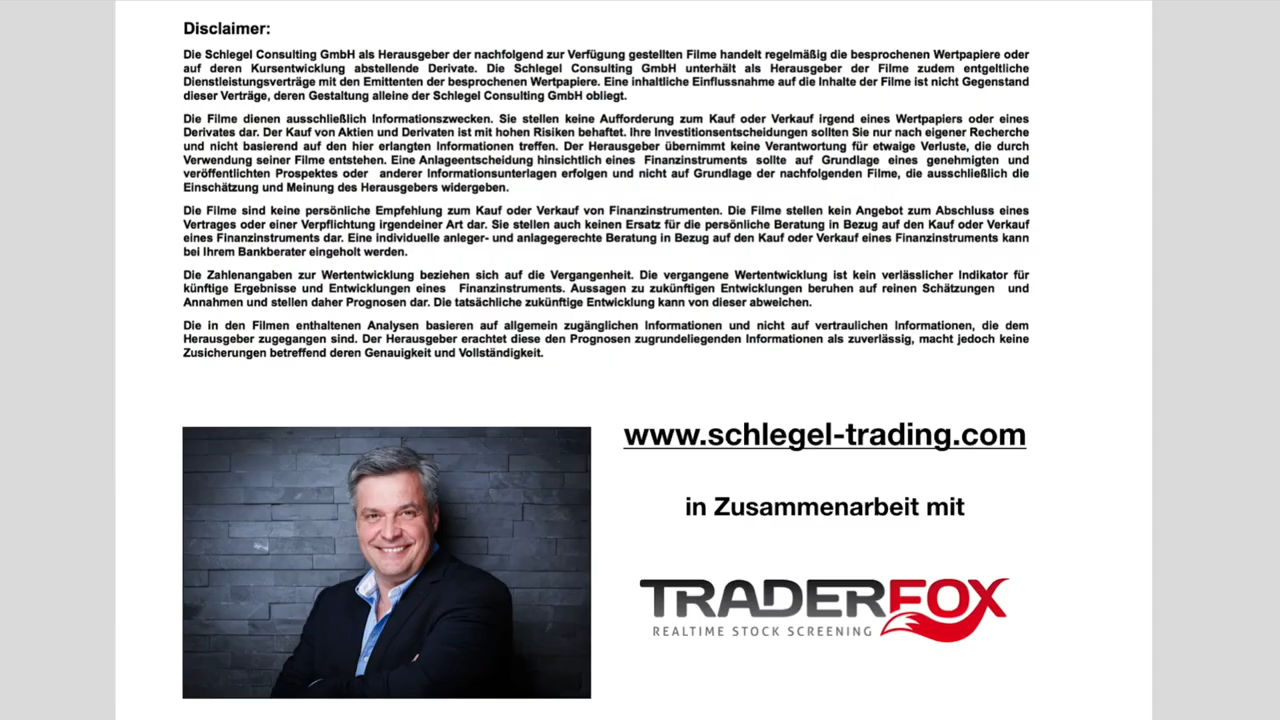 Disclaimer:
Die Schlegel Consulting GmbH als Herausgeber der nachfolgend zur Verfügung gestellten Filme handelt regelmäßig die besprochenen Wertpapiere oder
auf deren Kursentwicklung abstellende Derivate. Die Schlegel Consulting GmbH unterhält als Herausgeber der Filme zudem entgeltliche
Dienstleistungsverträge mit den Emittenten der besprochenen Wertpapiere. Eine inhaltliche Einflussnahme auf die Inhalte der Filme ist nicht Gegenstand
dieser Verträge, deren Gestaltung alleine der Schlegel Consulting GmbH obliegt.
Die Filme dienen ausschließlich Informationszwecken. Sie stellen keine Aufforderung zum Kauf oder Verkauf irgend eines Wertpapiers oder eines
Derivates dar. Der Kauf von Aktien und Derivaten ist mit hohen Risiken behaftet. Ihre Investitionsentscheidungen sollten Sie nur nach eigener Recherche
und nicht basierend auf den hier erlangten Informationen treffen. Der Herausgeber übernimmt keine Verantwortung für etwaige Verluste, die durch
Verwendung seiner Filme entstehen. Eine Anlageentscheidung hinsichtlich eines Finanzinstruments sollte auf Grundlage eines genehmigten und
veröffentlichten Prospektes oder anderer Informationsunterlagen erfolgen und nicht auf Grundlage der nachfolgenden Filme, die ausschließlich die
Einschätzung und Meinung des Herausgebers widergeben.
Die Filme sind keine persönliche Empfehlung zum Kauf oder Verkauf von Finanzinstrumenten. Die Filme stellen kein Angebot zum Abschluss eines
Vertrages oder einer Verpflichtung irgendeiner Art dar. Sie stellen auch keinen Ersatz für die persönliche Beratung in Bezug auf den Kauf oder Verkauf
eines Finanzinstruments dar. Eine individuelle anleger- und anlagegerechte Beratung in Bezug auf den Kauf oder Verkauf eines Finanzinstruments kann
bei Ihrem Bankberater eingeholt werden.
Die Zahlenangaben zur Wertentwicklung beziehen sich auf die Vergangenheit. Die vergangene Wertentwicklung ist kein verlässlicher Indikator für
künftige Ergebnisse und Entwicklungen eines Finanzinstruments. Aussagen zu zukünftigen Entwicklungen beruhen auf reinen Schätzungen und
Annahmen und stellen daher Prognosen dar. Die tatsächliche zukünftige Entwicklung kann von dieser abweichen.
Die in den Filmen enthaltenen Analysen basieren auf allgemein zugänglichen Informationen und nicht auf vertraulichen Informationen, die dem
Herausgeber zugegangen sind. Der Herausgeber erachtet diese den Prognosen zugrundeliegenden Informationen als zuverlässig, macht jedoch keine
Zusicherungen betreffend deren Genauigkeit und Vollständigkeit.
www.schlegel-trading.com
in Zusammenarbeit mit
TRADERFOX
REALTIME STOCK SCREENING